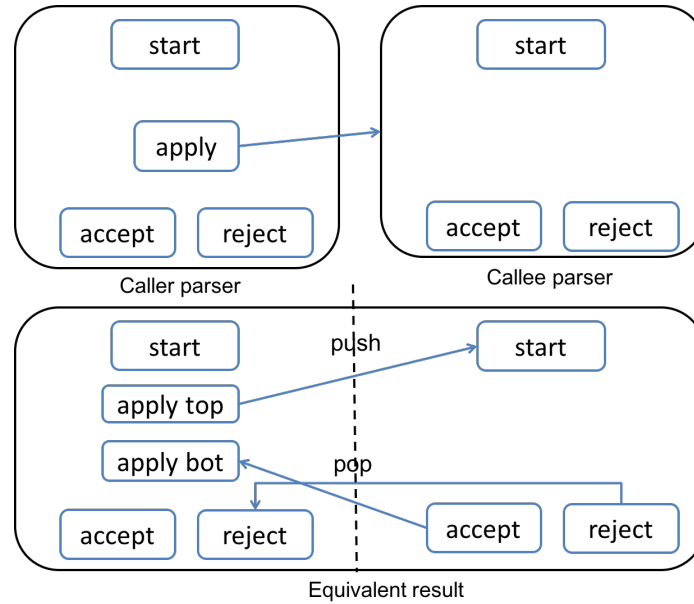 start
start
apply
accept
reject
accept
reject
Caller parser
Callee parser
push
start
start
apply top
apply bot
pop
accept
reject
accept
reject
Equivalent result